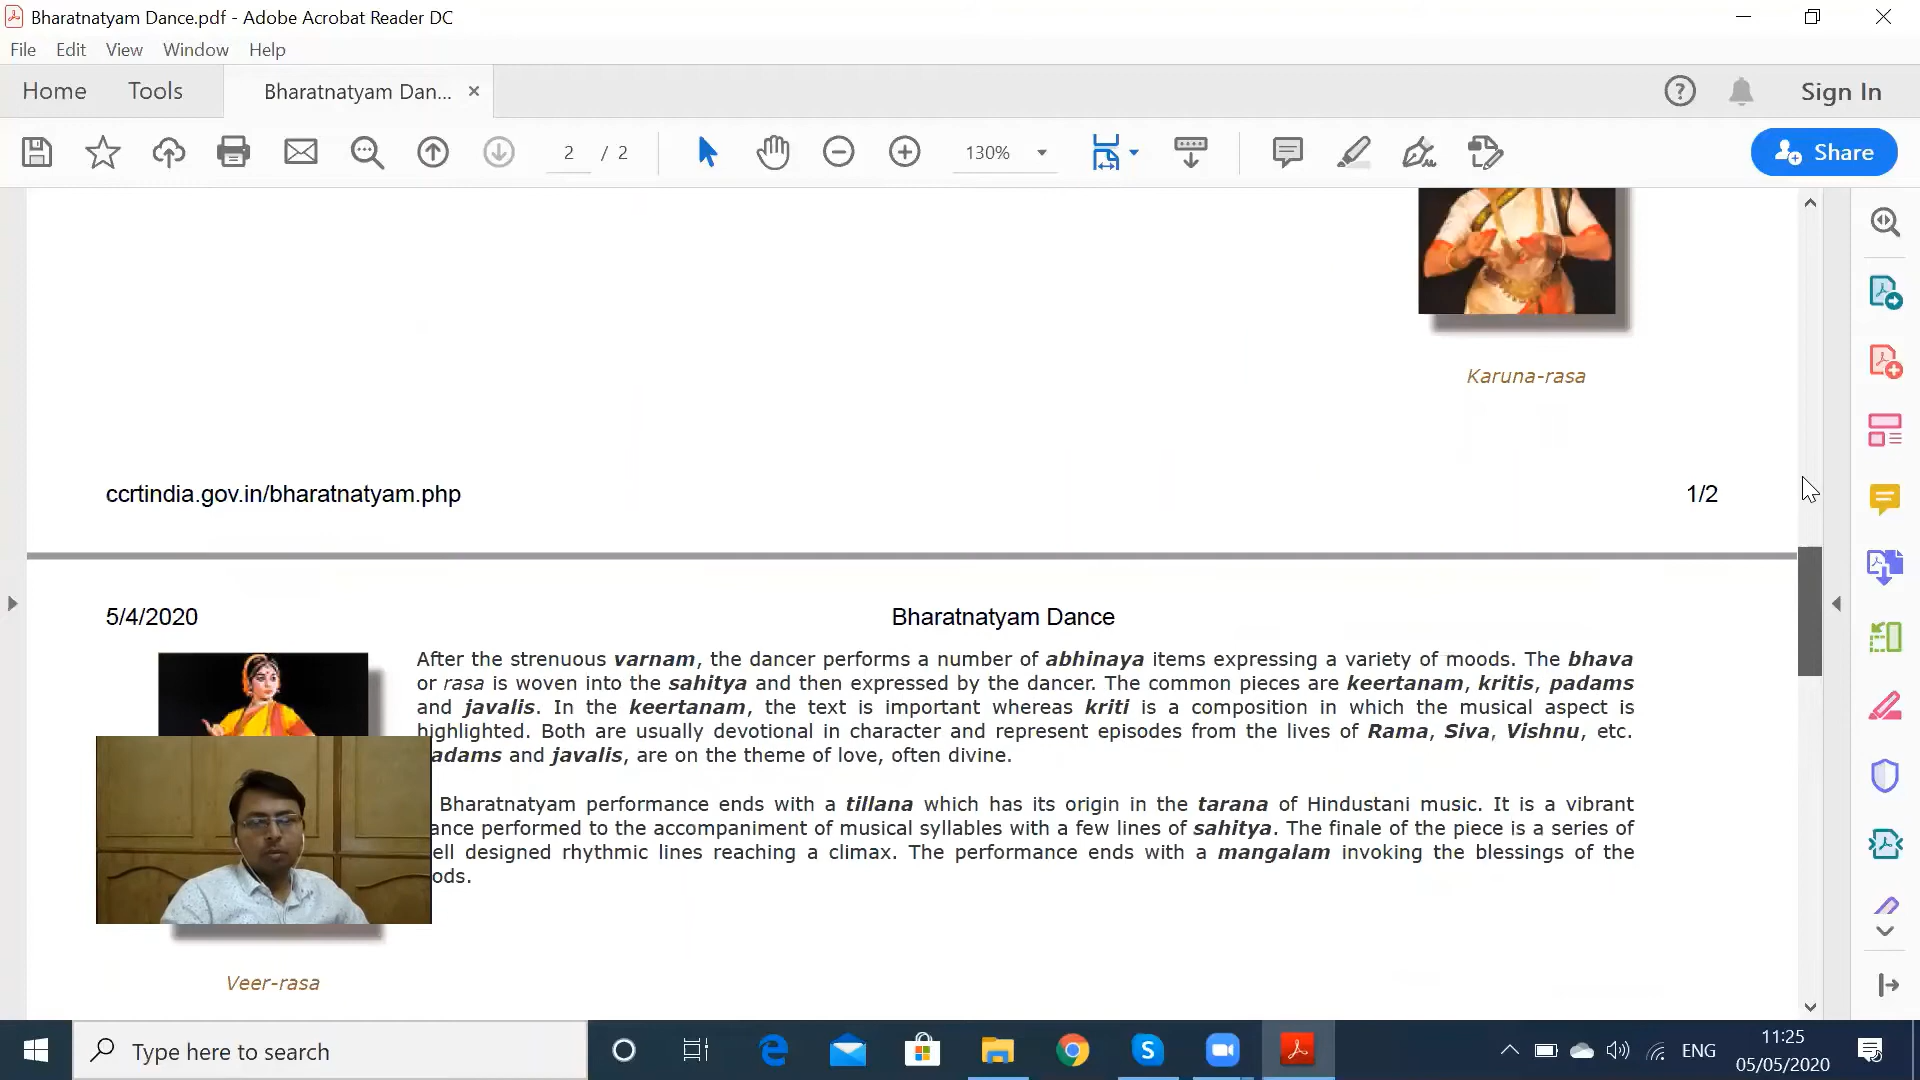 Bharatnatyam Dance.pdf - Adobe Acrobat Reader DC
File Edit View Window Help
Home Tools Bharatnatyam Dan... Sign In
2 / 2 130% Share
Karuna-rasa
ccrtindia.gov.in/bharatnatyam.php 1/2
5/4/2020 Bharatnatyam Dance
After the strenuous varnam, the dancer performs a number of abhinaya items expressing a variety of moods. The bhava
or rasa is woven into the sahitya and then expressed by the dancer. The common pieces are keertanam, kritis, padams
and javalis. In the keertanam, the text is important whereas kriti is a composition in which the musical aspect is
highlighted. Both are usually devotional in character and represent episodes from the lives of Rama, Siva, Vishnu, etc.
adams and javalis, are on the theme of love, often divine.
Bharatnatyam performance ends with a tillana which has its origin in the tarana of Hindustani music. It is a vibrant
ance performed to the accompaniment of musical syllables with a few lines of sahitya. The finale of the piece is a series of
ell designed rhythmic lines reaching a climax. The performance ends with a mangalam invoking the blessings of the
ods.
Veer-rasa
Type here to search
ENG
11:25
05/05/2020